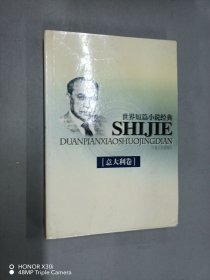 世界短篇小说经典
SHIJIE
DUANPIANXIAOSHUOJINGDIAN
[意大利卷]
HONOR X30i
48MP Triple Camera